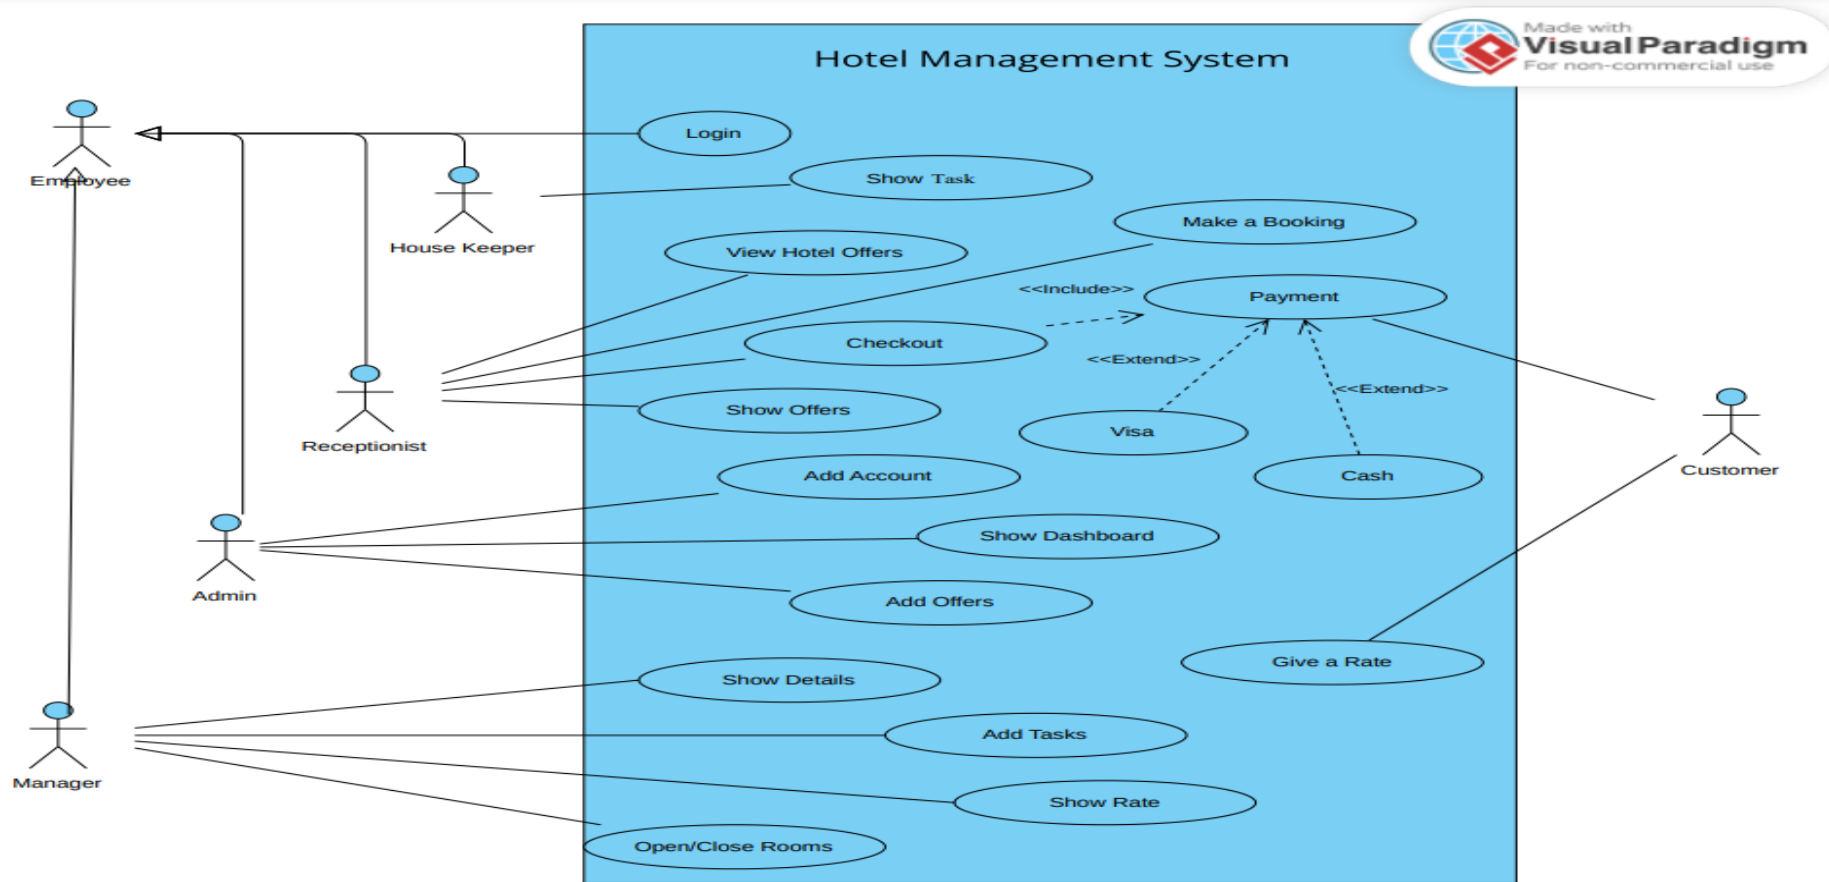 Made with
Visual Paradigm
For non-commercial use
Hotel Management System
Employee
Login
Show Task
House Keeper
Make a Booking
View Hotel Offers
<<Include>>
Payment
Checkout
<<Extend>>
<<Extend>>
Receptionist
Show Offers
Visa
Cash
Customer
Add Account
Show Dashboard
Admin
Add Offers
Give a Rate
Show Details
Add Tasks
Manager
Show Rate
Open/Close Rooms